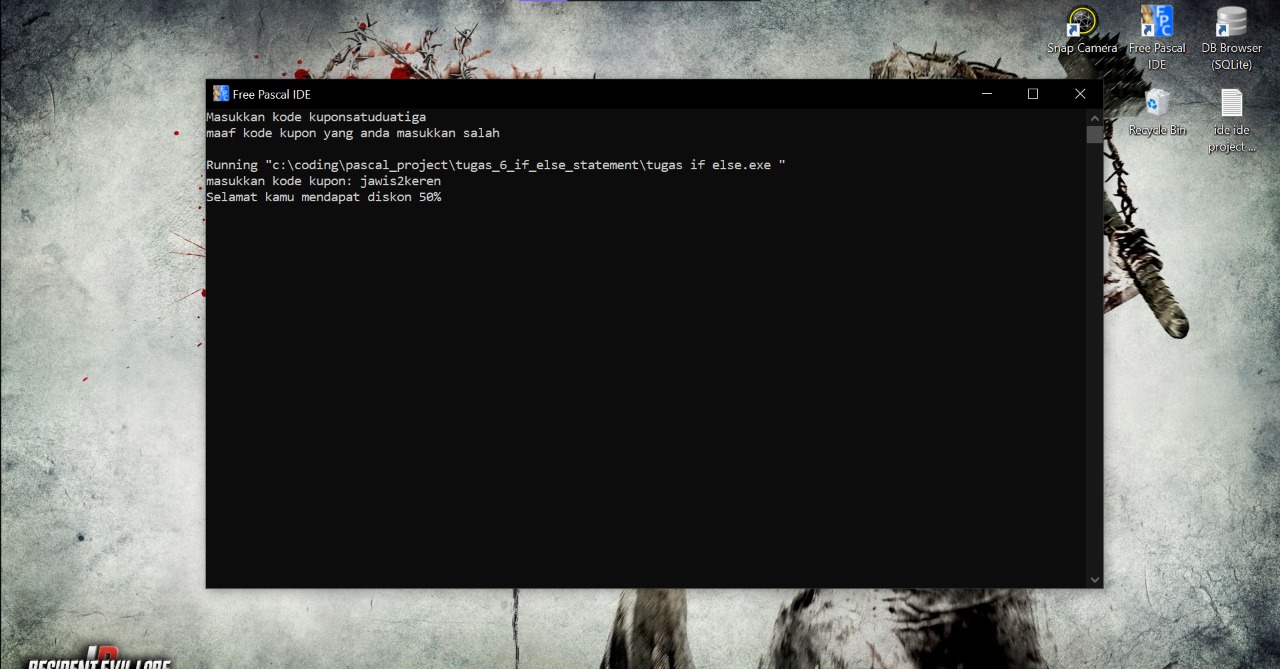 Snap Camera
Free Pascal IDE
DB Browser (SQLite)
Recycle Bin
ide ide project ...
Free Pascal IDE
Masukkan kode kuponsatuduatiga
maaf kode kupon yang anda masukkan salah
Running "c:\coding\pascal_project\tugas_6_if_else_statement\tugas if else.exe "
masukkan kode kupon: jawis2keren
Selamat kamu mendapat diskon 50%
RESIDENT EVIL LORE